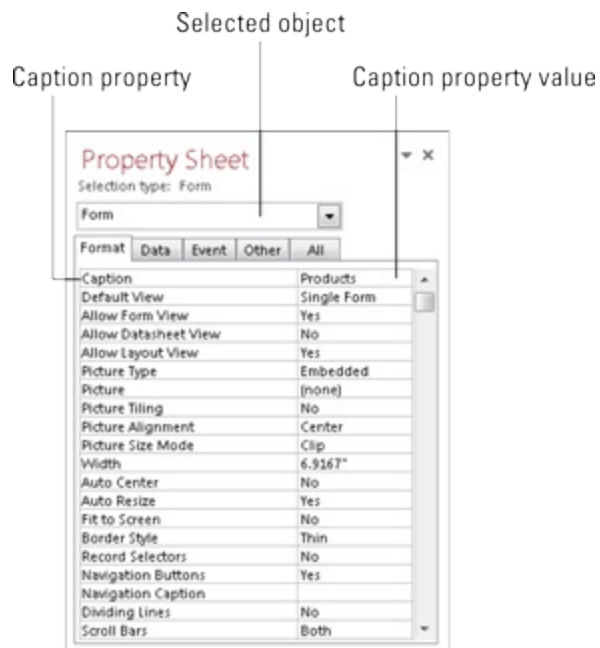 Selected object
Caption property Caption property value
Property Sheet
Selection type: Form
Form
Format Data Event Other All
Caption Products
Default View Single Form
Allow Form View Yes
Allow Datasheet View No
Allow Layout View Yes
Picture Type Embedded
Picture (none)
Picture Tiling No
Picture Alignment Center
Picture Size Mode Clip
Width 6.9167"
Auto Center No
Auto Resize Yes
Fit to Screen No
Border Style Thin
Record Selectors No
Navigation Buttons Yes
Navigation Caption
Dividing Lines No
Scroll Bars Both